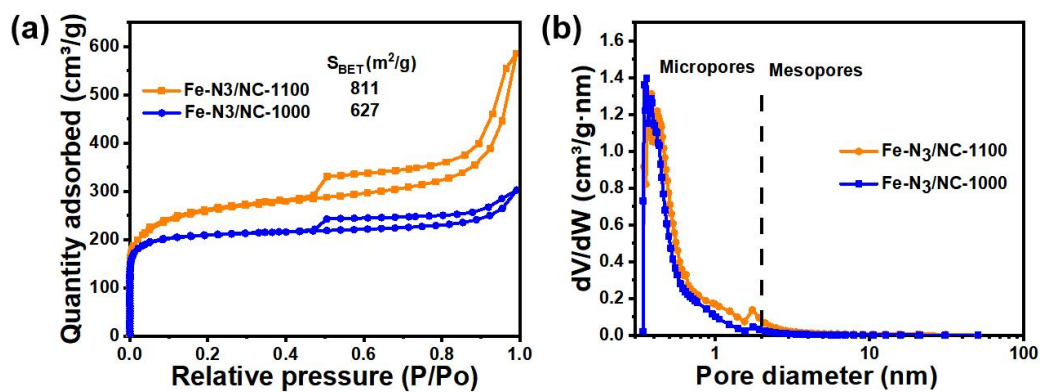 (a)
Quantity adsorbed (cm³/g)
600
500
400
300
200
100
0
S_BET(m²/g)
Fe-N3/NC-1100 811
Fe-N3/NC-1000 627
0.0 0.2 0.4 0.6 0.8 1.0
Relative pressure (P/Po)
(b)
dV/dW (cm³/g·nm)
1.6
1.4
1.2
1.0
0.8
0.6
0.4
0.2
0.0
Micropores Mesopores
Fe-N₃/NC-1100
Fe-N₃/NC-1000
1 10 100
Pore diameter (nm)